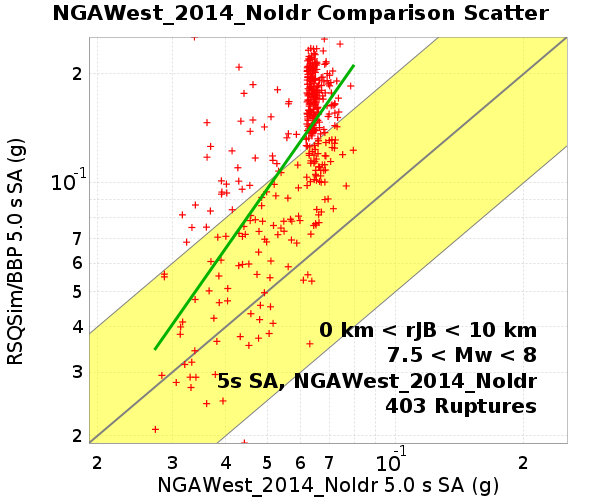 NGAWest_2014_NoIdr Comparison Scatter
RSQSim/BBP 5.0 s SA (g)
2
10⁻¹
7
6
5
4
3
2
0 km < rJB < 10 km
7.5 < Mw < 8
5s SA, NGAWest_2014_NoIdr
403 Ruptures
2 3 4 5 6 7 10⁻¹ 2
NGAWest_2014_NoIdr 5.0 s SA (g)